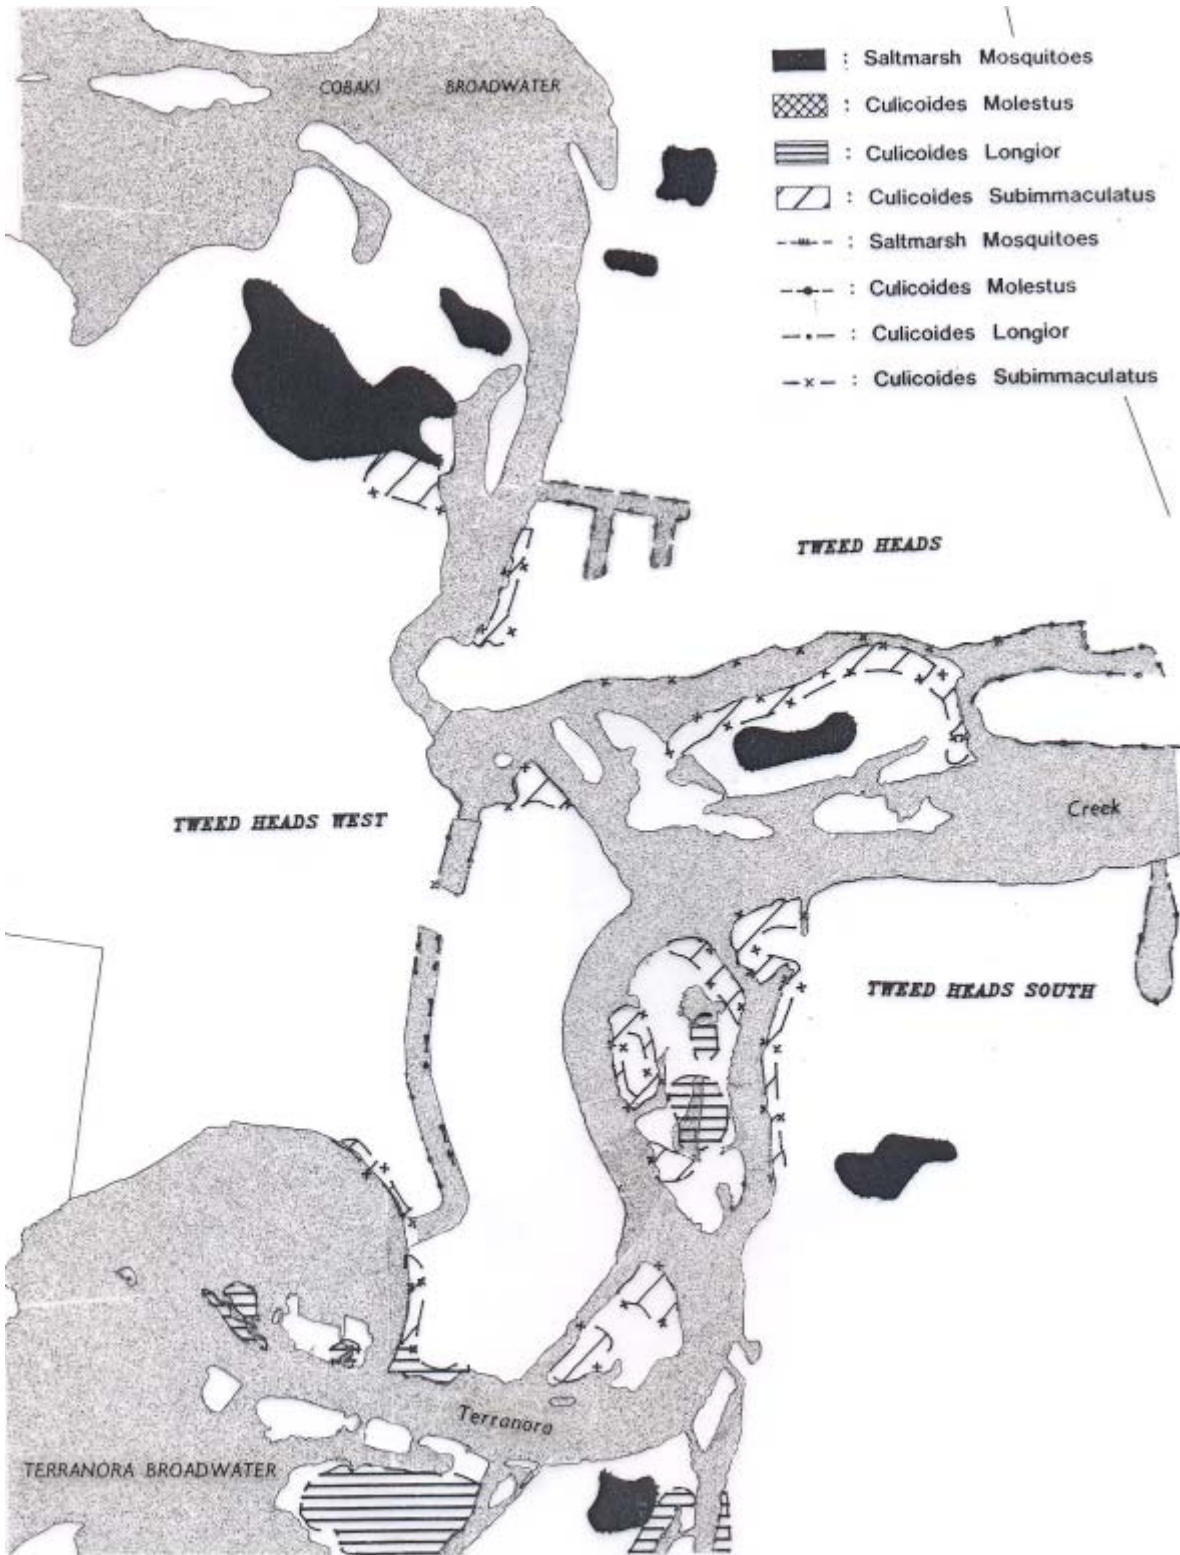 COBAKI BROADWATER
: Saltmarsh Mosquitoes
: Culicoides Molestus
: Culicoides Longior
: Culicoides Subimmaculatus
: Saltmarsh Mosquitoes
: Culicoides Molestus
: Culicoides Longior
: Culicoides Subimmaculatus
TWEED HEADS
Creek
TWEED HEADS WEST
TWEED HEADS SOUTH
Terranora
TERRANORA BROADWATER